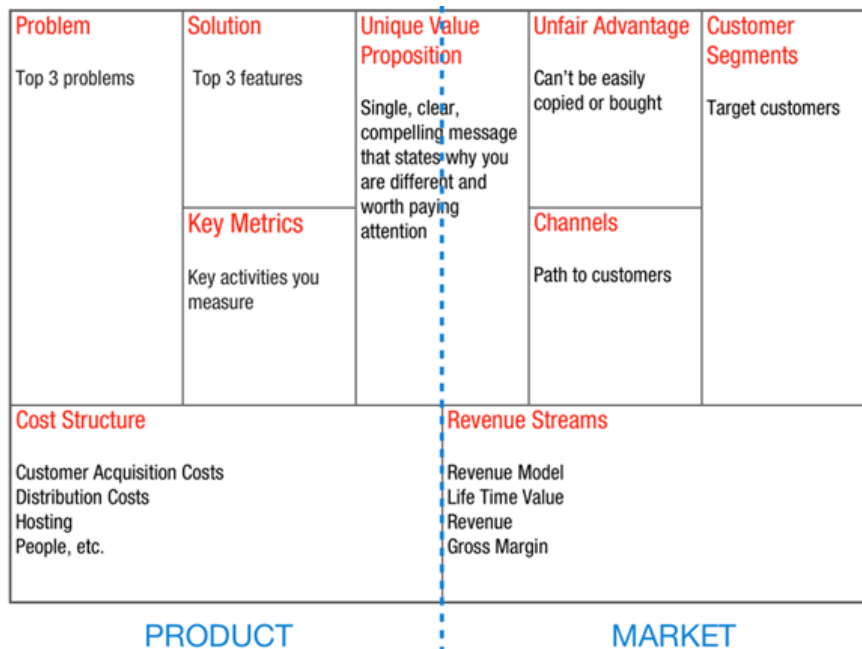 Problem
Top 3 problems
Solution
Top 3 features
Key Metrics
Key activities you
measure
Unique Value
Proposition
Single, clear,
compelling message
that states why you
are different and
worth paying
attention
Unfair Advantage
Can't be easily
copied or bought
Channels
Path to customers
Customer
Segments
Target customers
Cost Structure
Customer Acquisition Costs
Distribution Costs
Hosting
People, etc.
Revenue Streams
Revenue Model
Life Time Value
Revenue
Gross Margin
PRODUCT
MARKET